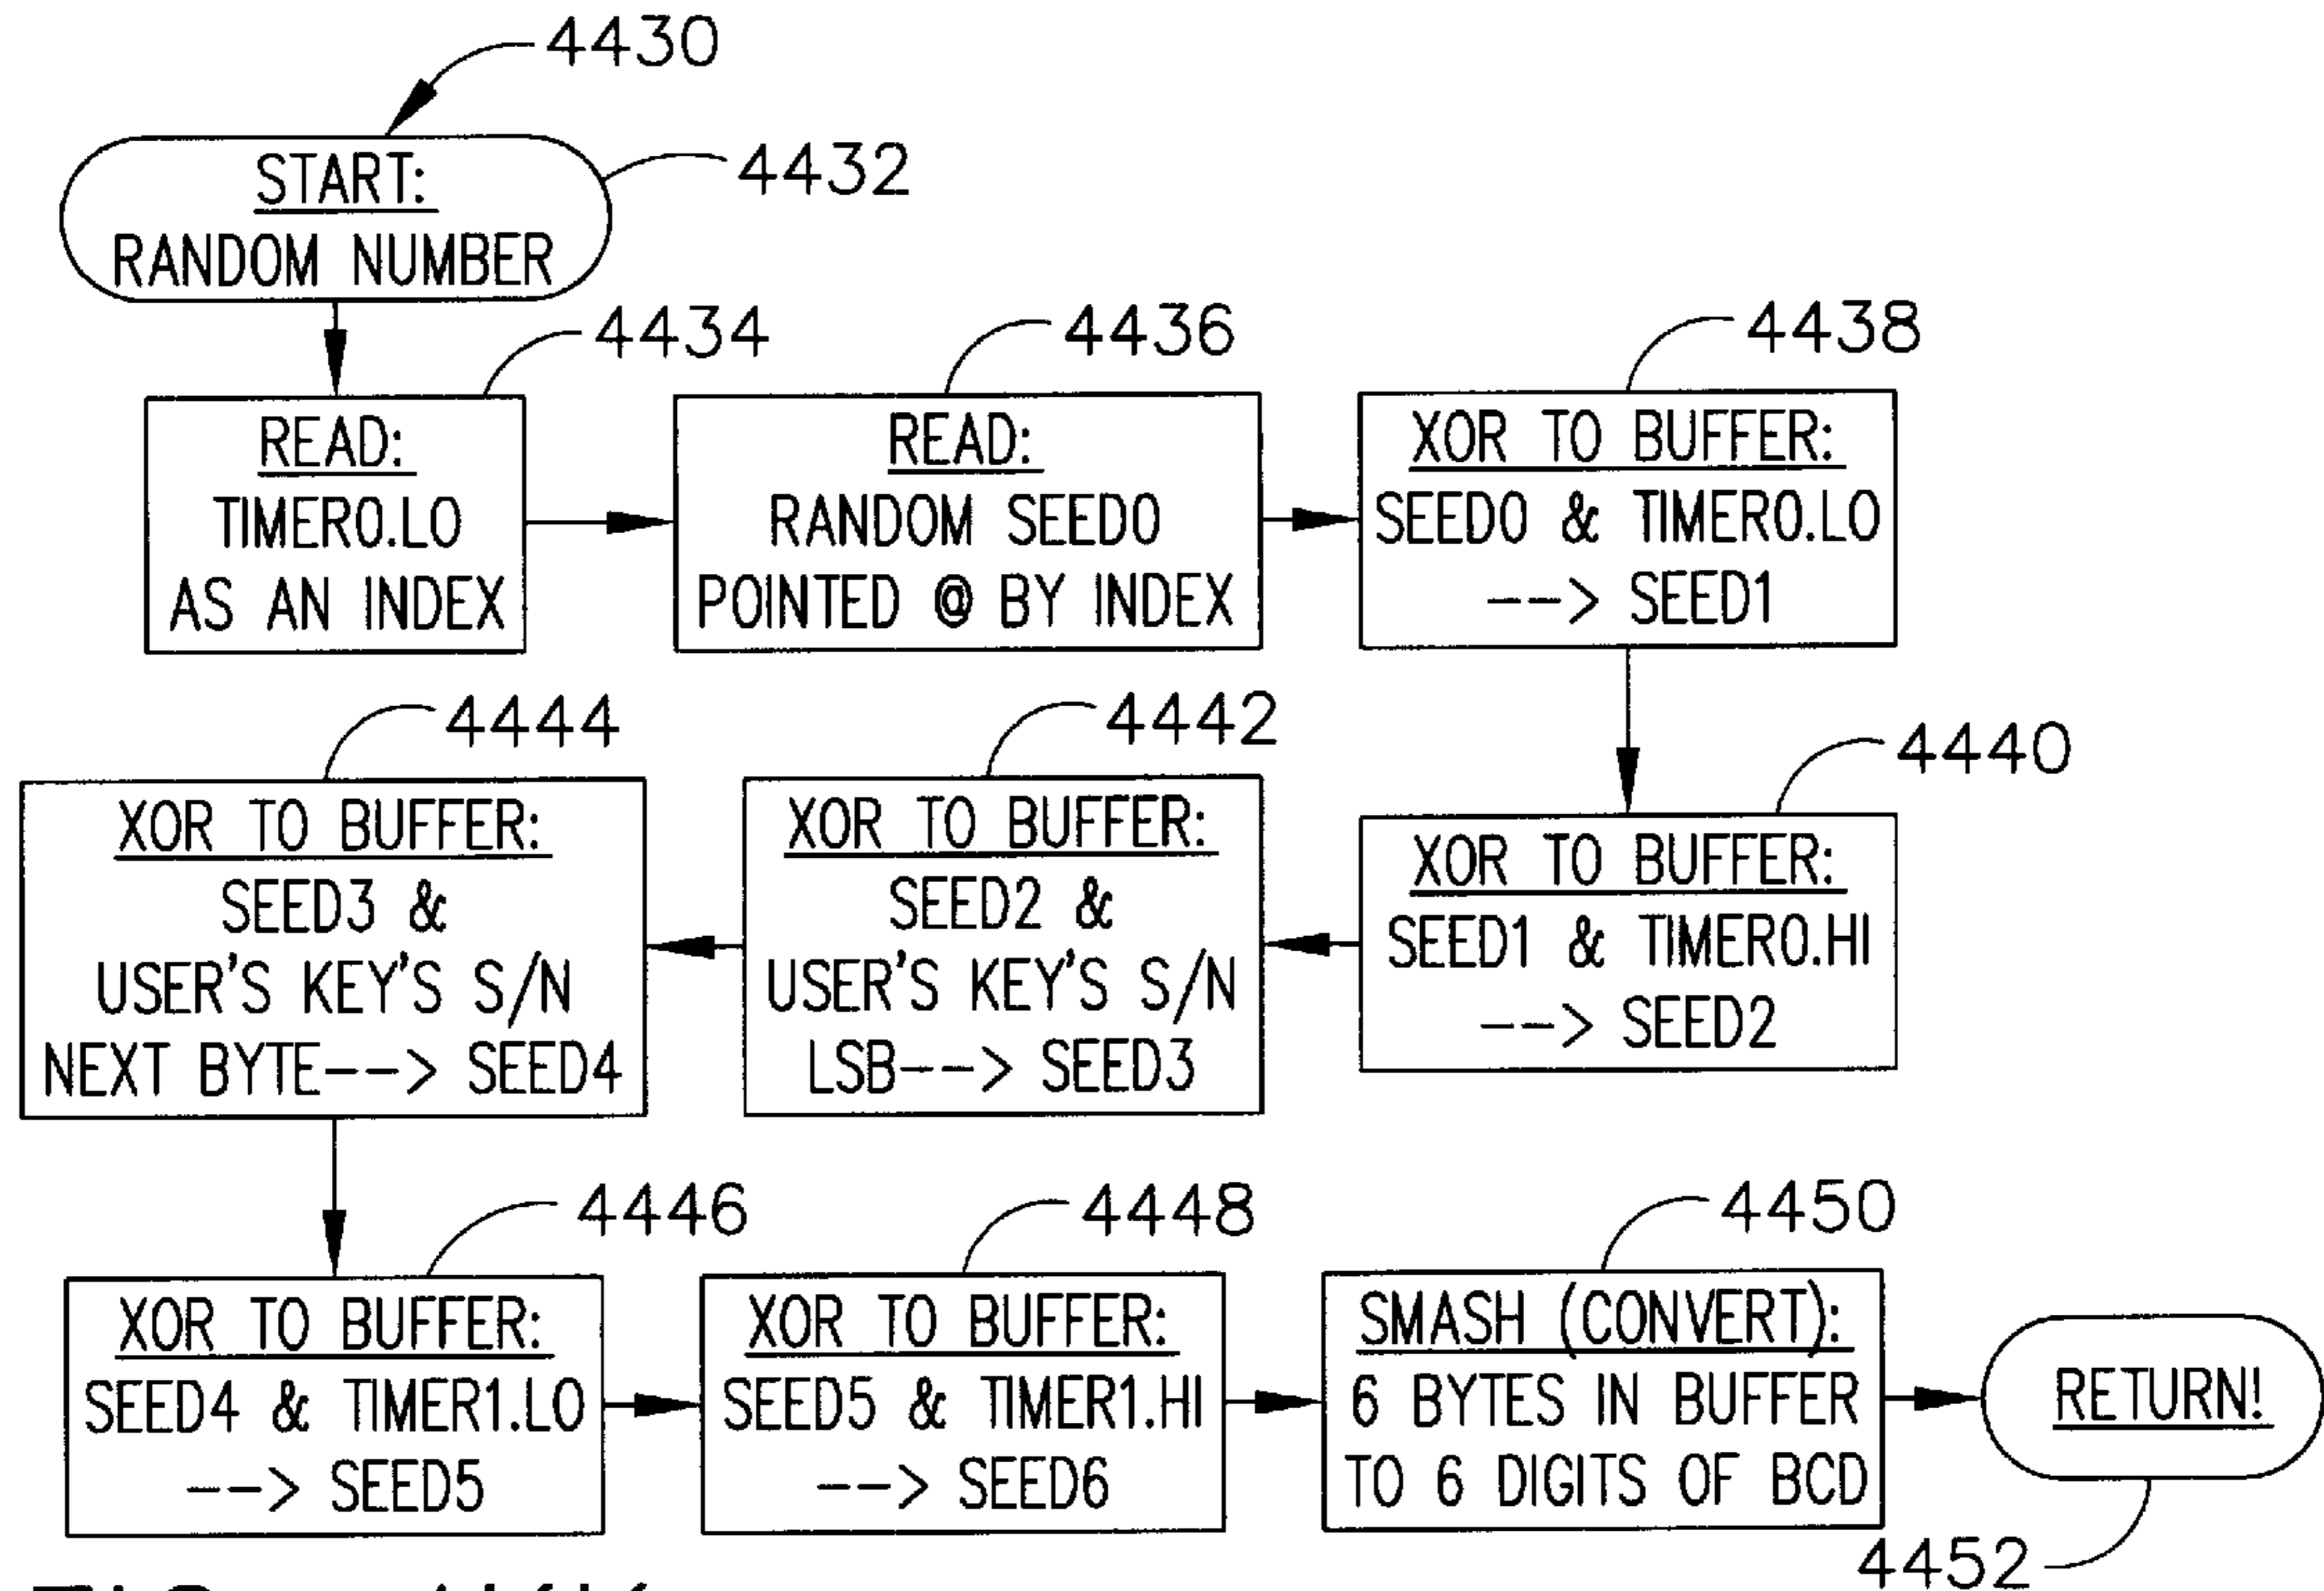 4430
START:
RANDOM NUMBER
4432
4434
READ:
TIMER0.LO
AS AN INDEX
4436
READ:
RANDOM SEED0
POINTED @ BY INDEX
4438
XOR TO BUFFER:
SEED0 & TIMER0.LO
--> SEED1
4440
XOR TO BUFFER:
SEED1 & TIMER0.HI
--> SEED2
4442
XOR TO BUFFER:
SEED2 &
USER'S KEY'S S/N
LSB--> SEED3
4444
XOR TO BUFFER:
SEED3 &
USER'S KEY'S S/N
NEXT BYTE--> SEED4
4446
XOR TO BUFFER:
SEED4 & TIMER1.LO
--> SEED5
4448
XOR TO BUFFER:
SEED5 & TIMER1.HI
--> SEED6
4450
SMASH (CONVERT):
6 BYTES IN BUFFER
TO 6 DIGITS OF BCD
RETURN!
4452